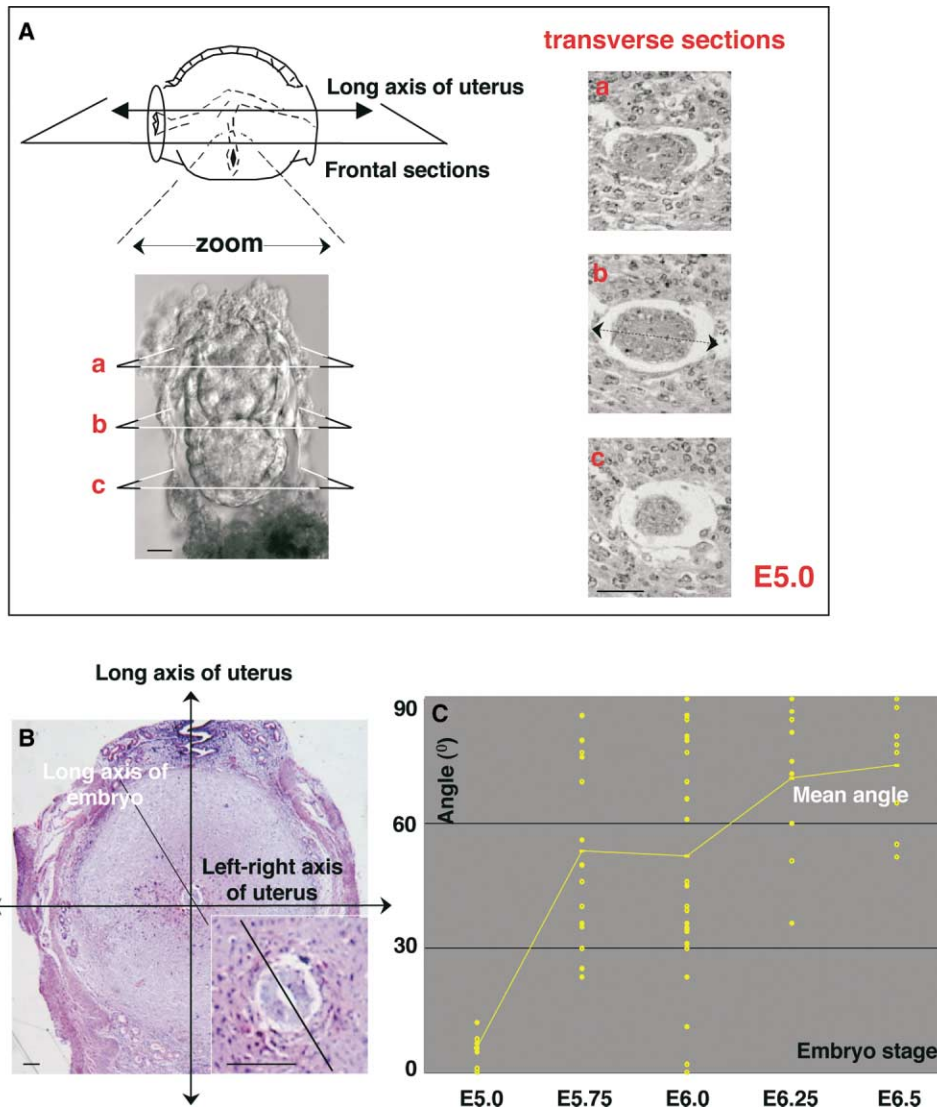 A
Long axis of uterus
Frontal sections
zoom
a
b
c
transverse sections
a
b
c
E5.0
B
Long axis of uterus
Long axis of
embryo
Left-right axis
of uterus
C
Angle (⁰)
90
60
30
0
Mean angle
Embryo stage
E5.0 E5.75 E6.0 E6.25 E6.5